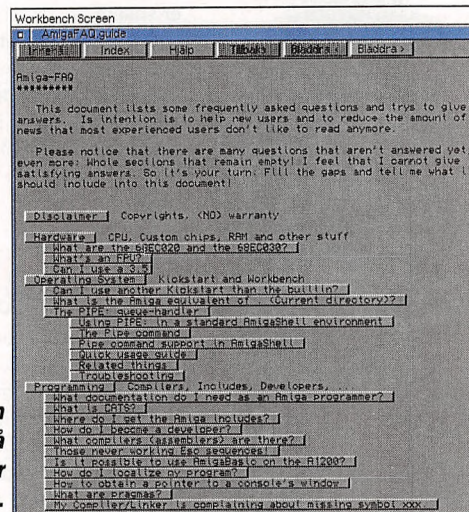 Workbench Screen
AmigaFAQ.guide
Innehå Index Hjälp Tillbaka Bläddra < Bläddra >
Amiga-FAQ
*********
This document lists some frequently asked questions and trys to give
answers. Is intention is to help new users and to reduce the amount of
news that most experienced users don't like to read anymore.
Please notice that there are many questions that aren't answered yet
even more: Whole sections that remain empty! I feel that I cannot give
satisfying answers. So it's your turn: Fill the gaps and tell me what I
should include into this document!
Disclaimer Copyrights, (NO) warranty
Hardware CPU, Custom chips, RAM and other stuff
What are the 68EC020 and the 68EC030?
What's an FPU?
Can I use a 3.5
Operating System Kickstart and Workbench
Can I use another Kickstart than the builtin?
What is the Amiga equivalent of . (Current directory)?
The PIPE: queue-handler
Using PIPE: in a standard AmigaShell environment
The Pipe command
Pipe command support in AmigaShell
Quick usage guide
Related things
Troubleshooting
Programming Compilers, Includes, Developers, ...
What documentation do I need as an Amiga programmer?
What is CATS?
Where do I get the Amiga includes?
How do I become a developer?
What compilers (assemblers) are there?
Those never working Esc sequences!
Is it possible to use AmigaBasic on the A1200?
How do I localize my program?
How to obtain a pointer to a console's window
What are pragmas?
My Compiler/Linker is complaining about missing symbol xxx.
n
å
r
.